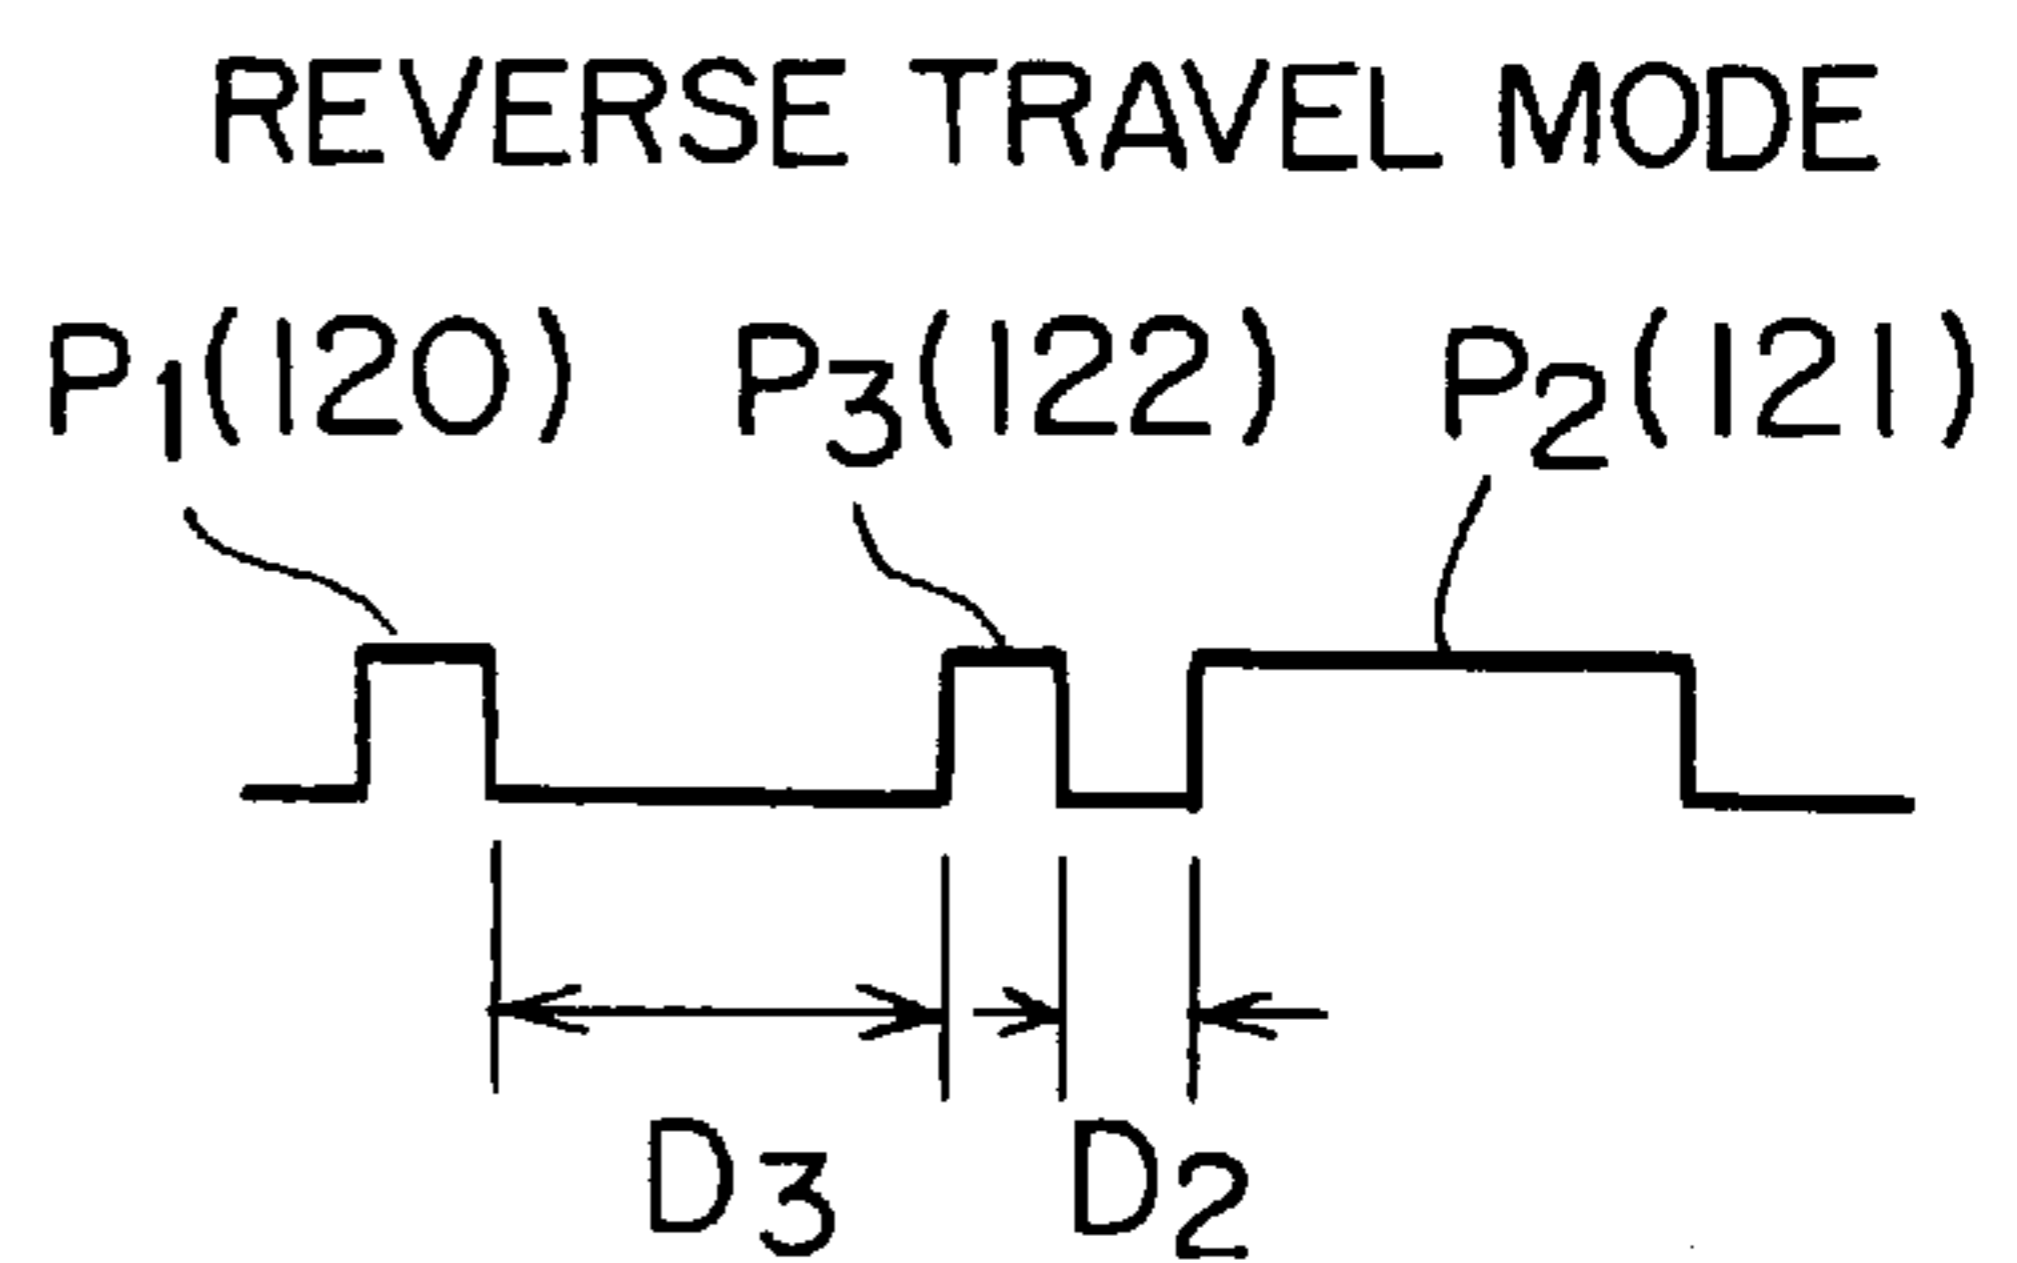 REVERSE TRAVEL MODE
P1(120) P3(122) P2(121)
D3 D2